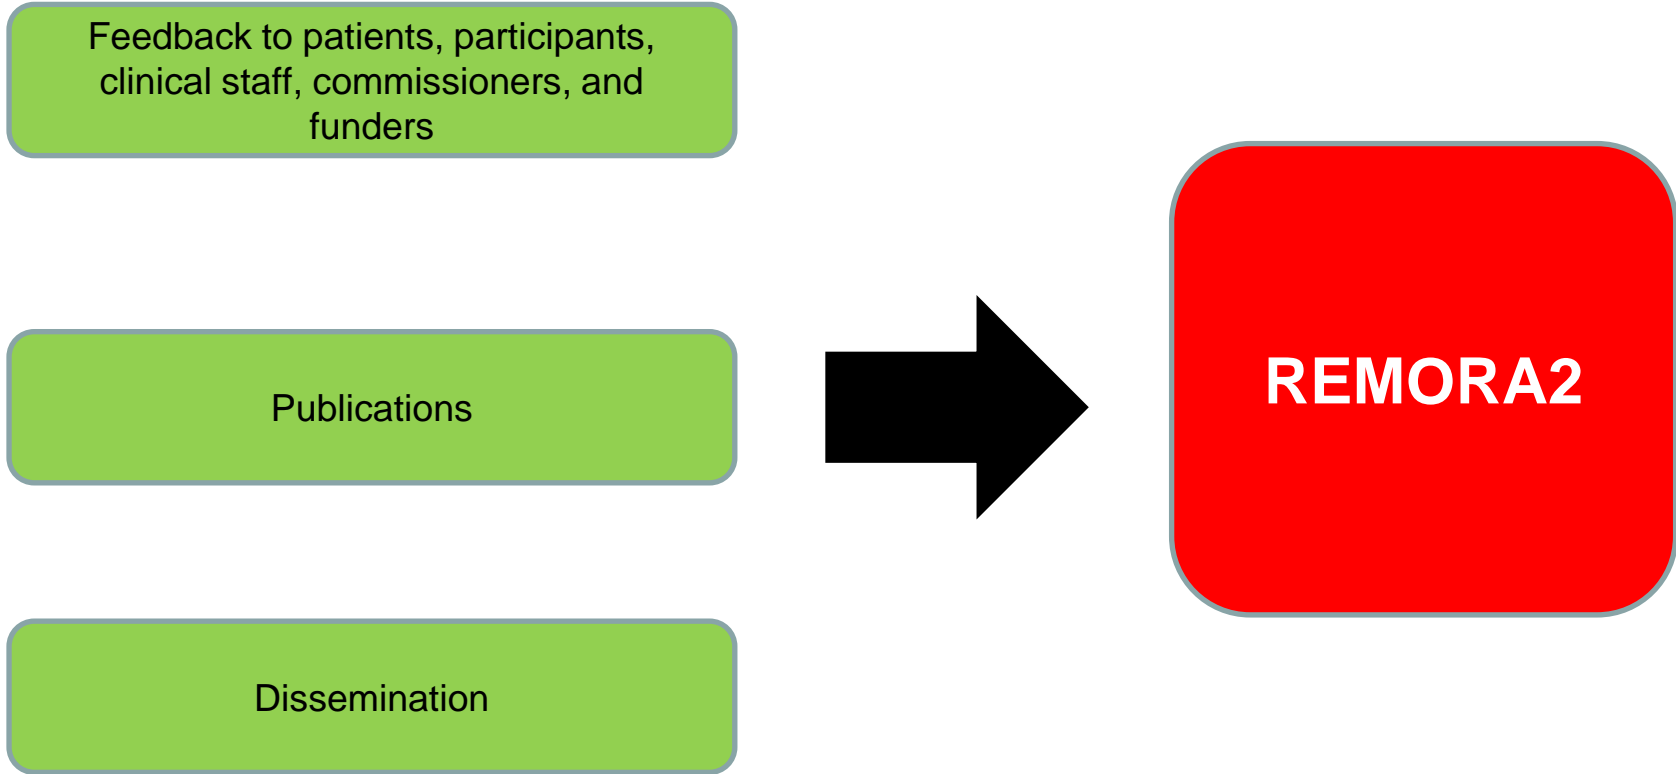 Feedback to patients, participants,
clinical staff, commissioners, and
funders
Publications
Dissemination
REMORA2